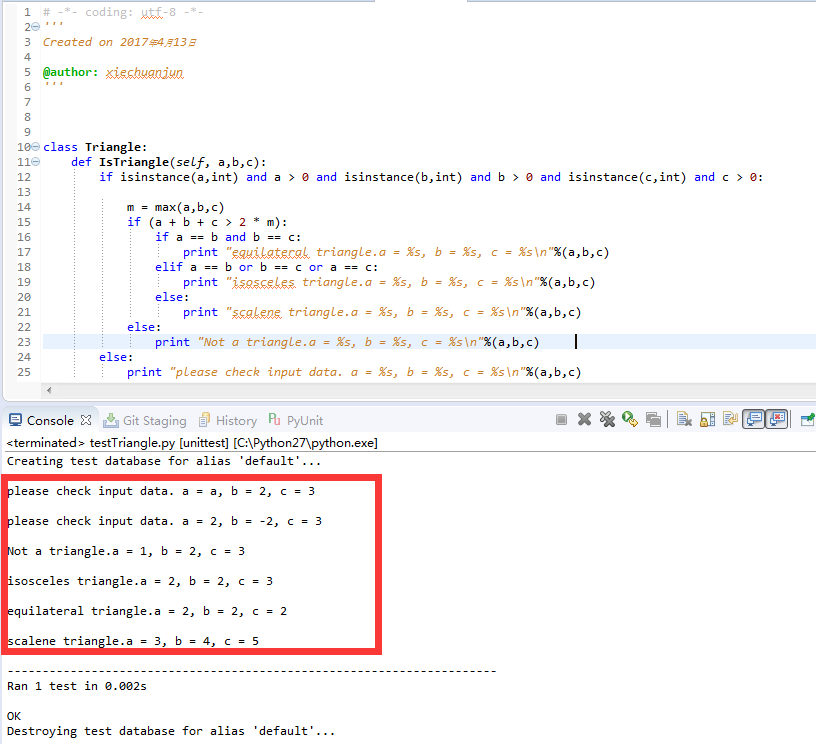 1 # -*- coding: utf-8 -*-
2 '''
3 Created on 2017年4月13日
4
5 @author: xiechuanjun
6 '''
7
8
9
10 class Triangle:
11 def IsTriangle(self, a,b,c):
12 if isinstance(a,int) and a > 0 and isinstance(b,int) and b > 0 and isinstance(c,int) and c > 0:
13
14 m = max(a,b,c)
15 if (a + b + c > 2 * m):
16 if a == b and b == c:
17 print "equilateral triangle.a = %s, b = %s, c = %s\n"%(a,b,c)
18 elif a == b or b == c or a == c:
19 print "isosceles triangle.a = %s, b = %s, c = %s\n"%(a,b,c)
20 else:
21 print "scalene triangle.a = %s, b = %s, c = %s\n"%(a,b,c)
22 else:
23 print "Not a triangle.a = %s, b = %s, c = %s\n"%(a,b,c)
24 else:
25 print "please check input data. a = %s, b = %s, c = %s\n"%(a,b,c)
Console Git Staging History PyUnit
<terminated> testTriangle.py [unittest] [C:\Python27\python.exe]
Creating test database for alias 'default'...
please check input data. a = a, b = 2, c = 3
please check input data. a = 2, b = -2, c = 3
Not a triangle.a = 1, b = 2, c = 3
isosceles triangle.a = 2, b = 2, c = 3
equilateral triangle.a = 2, b = 2, c = 2
scalene triangle.a = 3, b = 4, c = 5
----------------------------------------------------------------------
Ran 1 test in 0.002s
OK
Destroying test database for alias 'default'...